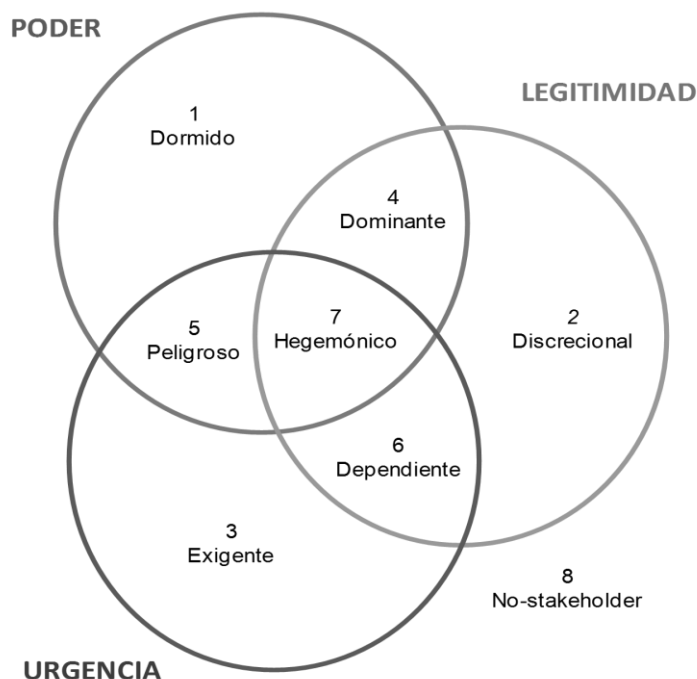 PODER
LEGITIMIDAD
1
Dormido
4
Dominante
5
Peligroso
7
Hegemónico
2
Discrecional
6
Dependiente
3
Exigente
8
No-stakeholder
URGENCIA